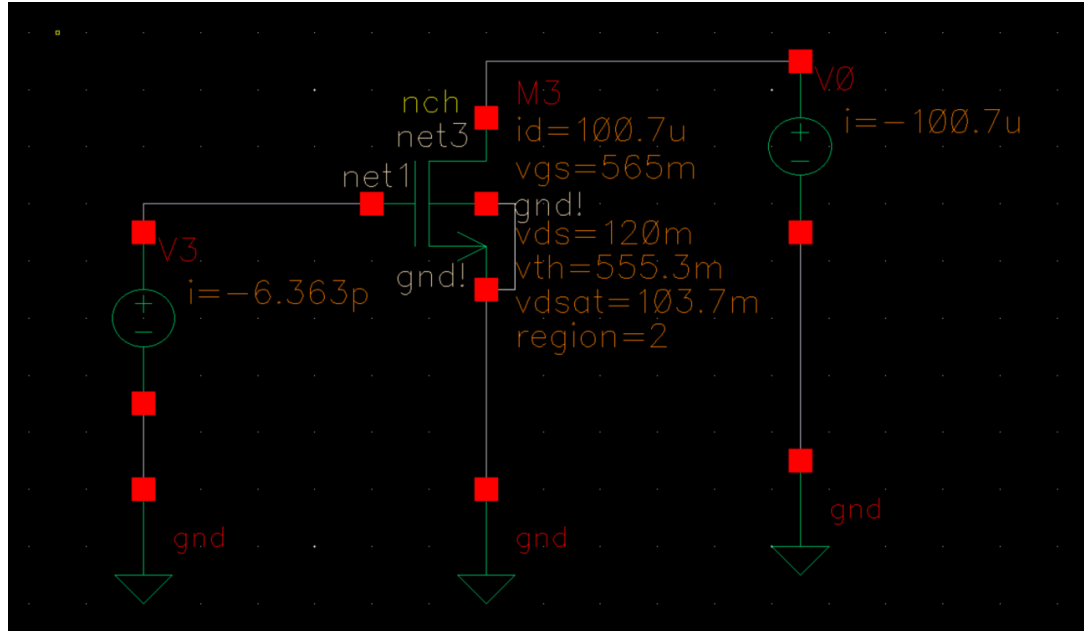 V0
i=-100.7u
nch
M3
net3
id=100.7u
vgs=565m
net1
gnd!
vds=120m
vth=555.3m
vdsat=103.7m
region=2
V3
i=-6.363p
gnd!
gnd
gnd
gnd